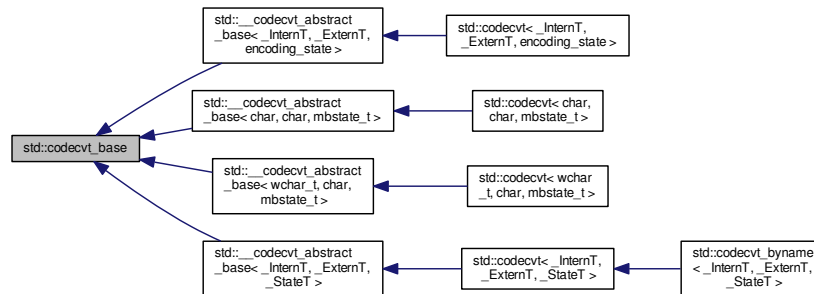 std::__codecvt_abstract
_base< _InternT, _ExternT,
encoding_state >
std::codecvt< _InternT,
_ExternT, encoding_state >
std::__codecvt_abstract
_base< char, char, mbstate_t >
std::codecvt< char,
char, mbstate_t >
std::codecvt_base
std::__codecvt_abstract
_base< wchar_t, char,
mbstate_t >
std::codecvt< wchar
_t, char, mbstate_t >
std::__codecvt_abstract
_base< _InternT, _ExternT,
_StateT >
std::codecvt< _InternT,
_ExternT, _StateT >
std::codecvt_byname
< _InternT, _ExternT,
_StateT >